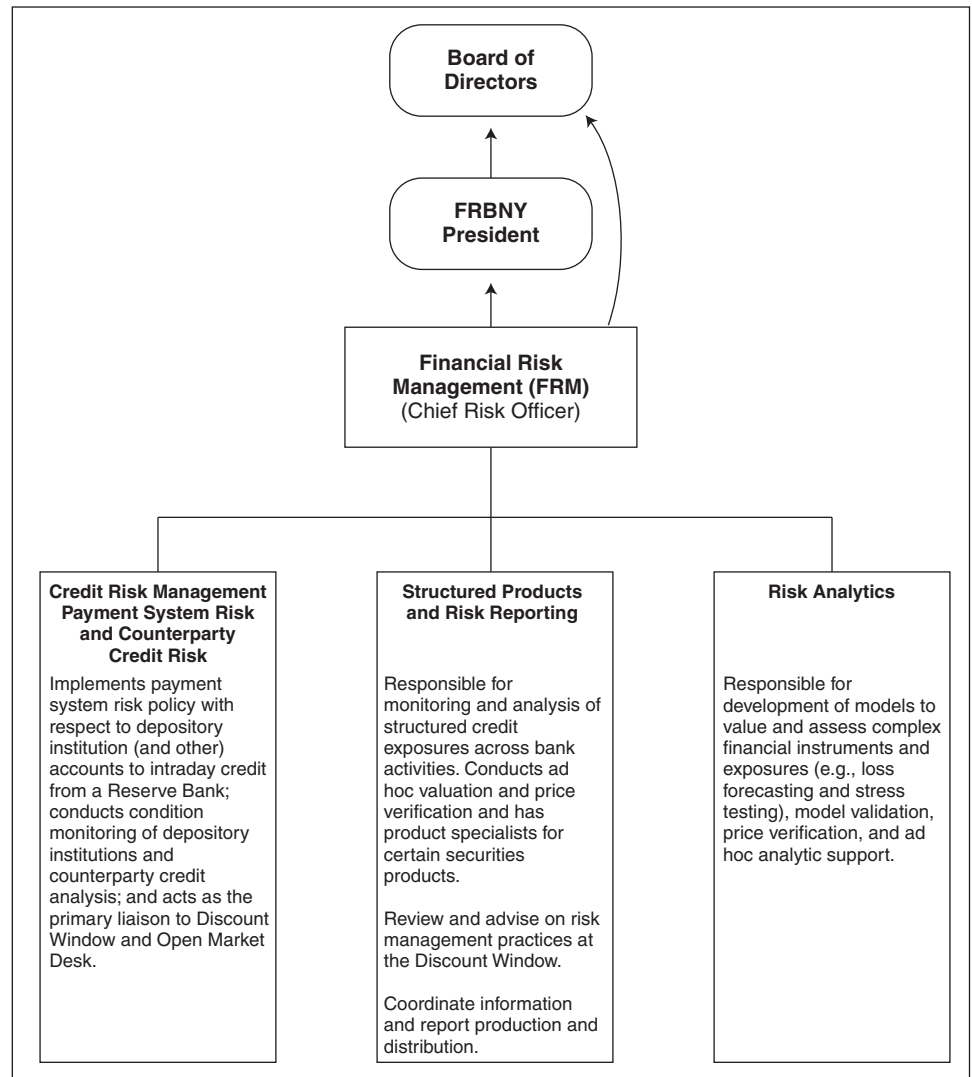 Board of
Directors
FRBNY
President
Financial Risk
Management (FRM)
(Chief Risk Officer)
Credit Risk Management
Payment System Risk
and Counterparty
Credit Risk
Implements payment
system risk policy with
respect to depository
institution (and other)
accounts to intraday credit
from a Reserve Bank;
conducts condition
monitoring of depository
institutions and
counterparty credit
analysis; and acts as the
primary liaison to Discount
Window and Open Market
Desk.
Structured Products
and Risk Reporting
Responsible for
monitoring and analysis of
structured credit
exposures across bank
activities. Conducts ad
hoc valuation and price
verification and has
product specialists for
certain securities
products.
Review and advise on risk
management practices at
the Discount Window.
Coordinate information
and report production and
distribution.
Risk Analytics
Responsible for
development of models to
value and assess complex
financial instruments and
exposures (e.g., loss
forecasting and stress
testing), model validation,
price verification, and ad
hoc analytic support.